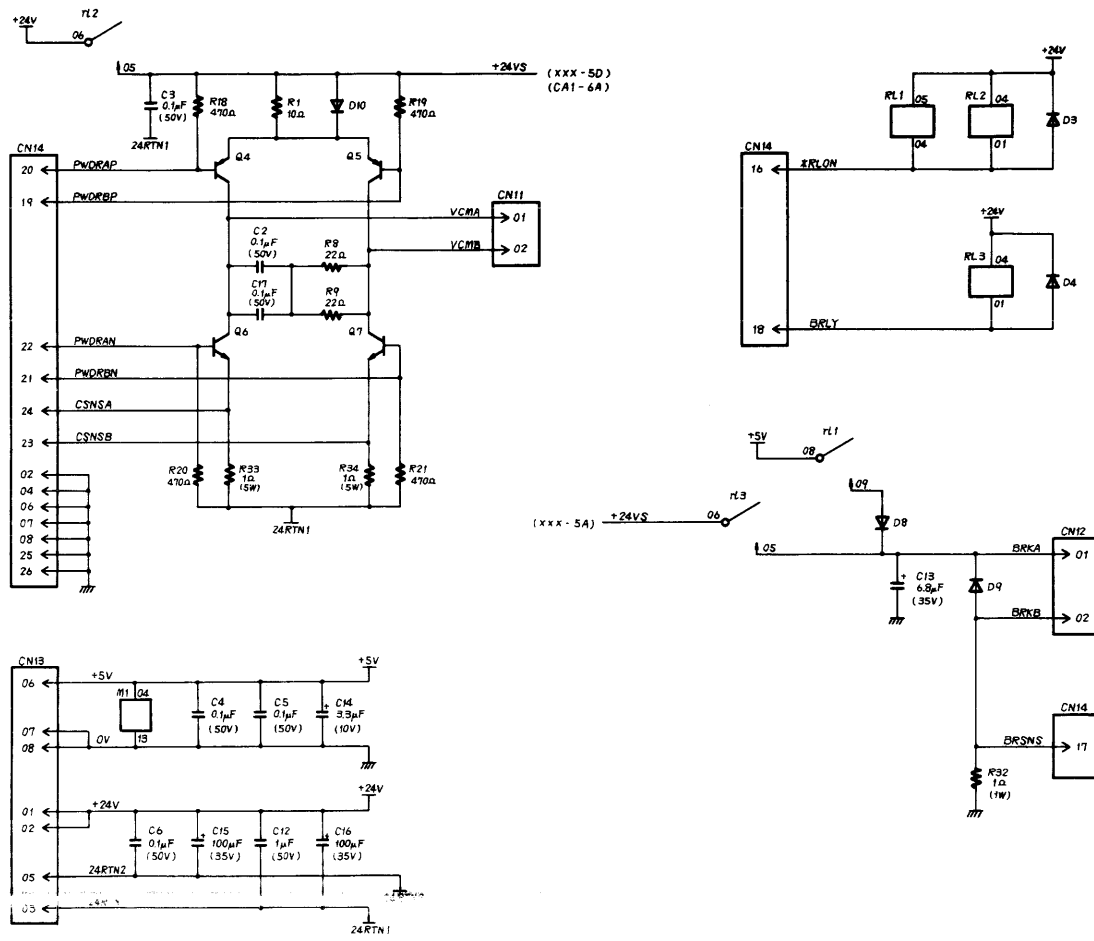 +24V
rL2
06
05
+24VS
(XXX-5D)
(CA1-6A)
C3
0.1μF
(50V)
R18
470Ω
R1
10Ω
D10
R19
470Ω
24RTN1
CN14
20
PWDRAP
Q4
Q5
19
PWDRBP
CN11
VCMA
01
VCMB
02
C2
0.1μF
(50V)
R8
22Ω
C17
0.1μF
(50V)
R9
22Ω
Q6
Q7
22
PWDRAN
21
PWDRBN
24
CSNSA
23
CSNSB
R20
470Ω
R33
1Ω
(5W)
R34
1Ω
(5W)
R21
470Ω
02
04
06
07
08
25
26
24RTN1
+24V
RL1
05
04
RL2
04
01
D3
CN14
16
*RLON
+24V
RL3
04
01
D4
18
BRLY
+5V
rL1
08
09
(XXX-5A)
+24VS
rL3
06
05
D8
CN12
BRKA
01
C13
+
6.8μF
(35V)
D9
BRKB
02
CN14
BRSNS
17
R32
1Ω
(1W)
CN13
06
+5V
+5V
M1
04
13
C4
0.1μF
(50V)
C5
0.1μF
(50V)
+
C14
3.3μF
(10V)
07
08
0V
01
+24V
+24V
02
C6
0.1μF
(50V)
+
C15
100μF
(35V)
C12
1μF
(50V)
+
C16
100μF
(35V)
05
24RTN2
03
24RTN1